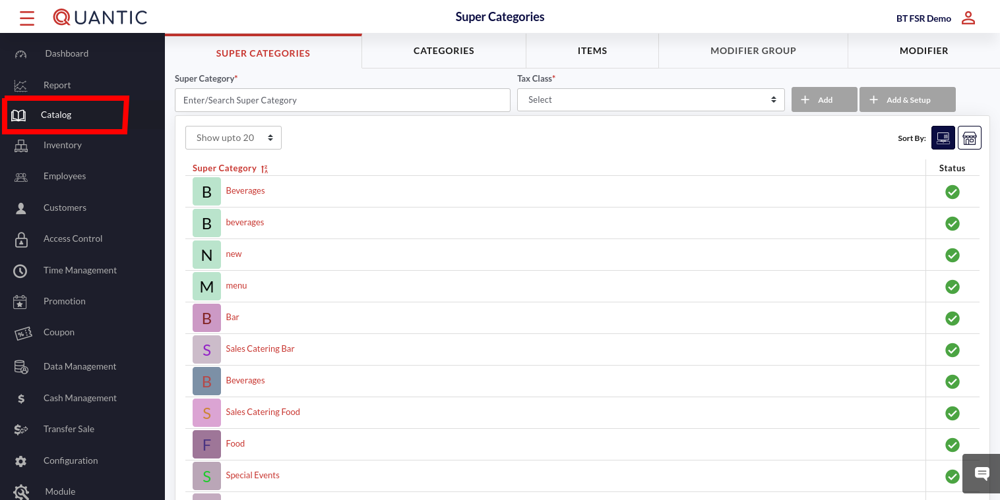 QUANTIC
Super Categories
BT FSR Demo
Dashboard
Report
Catalog
Inventory
Employees
Customers
Access Control
Time Management
Promotion
Coupon
Data Management
Cash Management
Transfer Sale
Configuration
Module
SUPER CATEGORIES
CATEGORIES
ITEMS
MODIFIER GROUP
MODIFIER
Super Category*
Tax Class*
Enter/Search Super Category
Select
Add
Add & Setup
Show upto 20
Sort By:
Super Category
Status
B Beverages
B beverages
N new
M menu
B Bar
S Sales Catering Bar
B Beverages
S Sales Catering Food
F Food
S Special Events